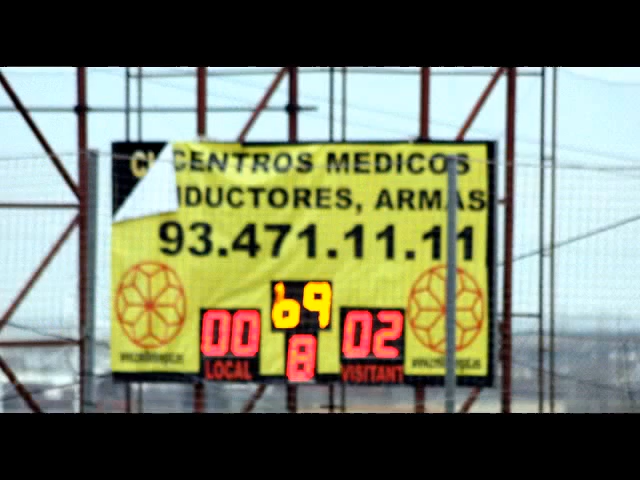 CENTROS MEDICOS
DUCTORES, ARMAS
93.471.11.11
69
00
02
8
LOCAL
VISITANT